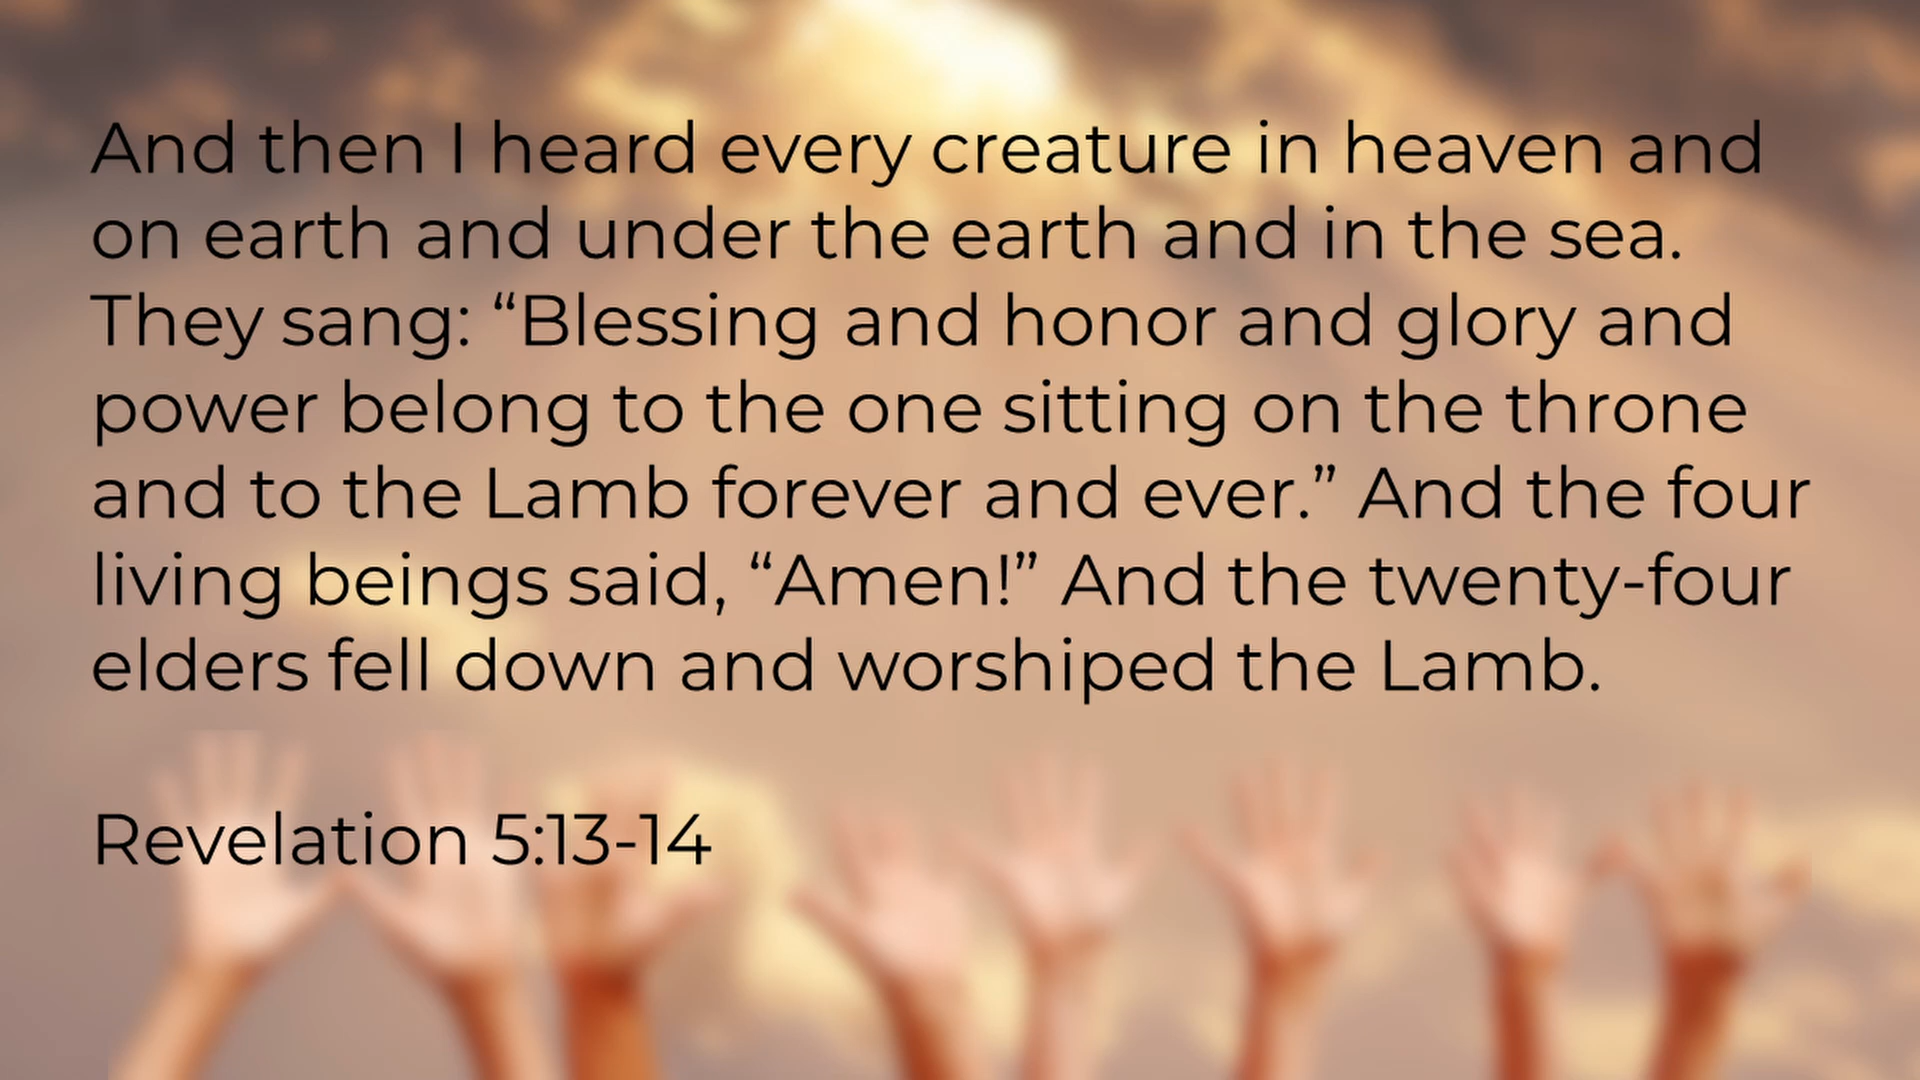 And then I heard every creature in heaven and
on earth and under the earth and in the sea.
They sang: “Blessing and honor and glory and
power belong to the one sitting on the throne
and to the Lamb forever and ever.” And the four
living beings said, “Amen!” And the twenty-four
elders fell down and worshiped the Lamb.
Revelation 5:13-14